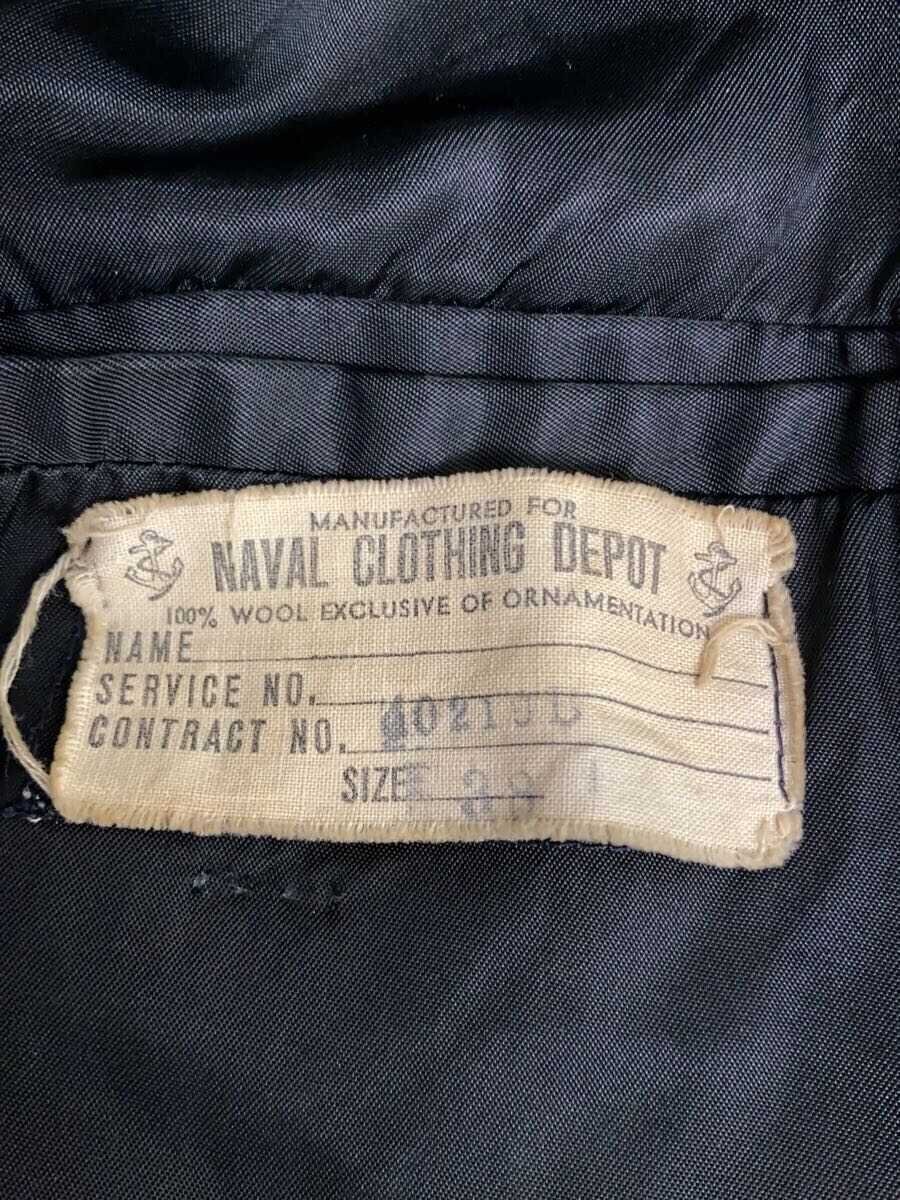 MANUFACTURED FOR
NAVAL CLOTHING DEPOT
100% WOOL EXCLUSIVE OF ORNAMENTATION
NAME
SERVICE NO.
CONTRACT NO.
SIZE